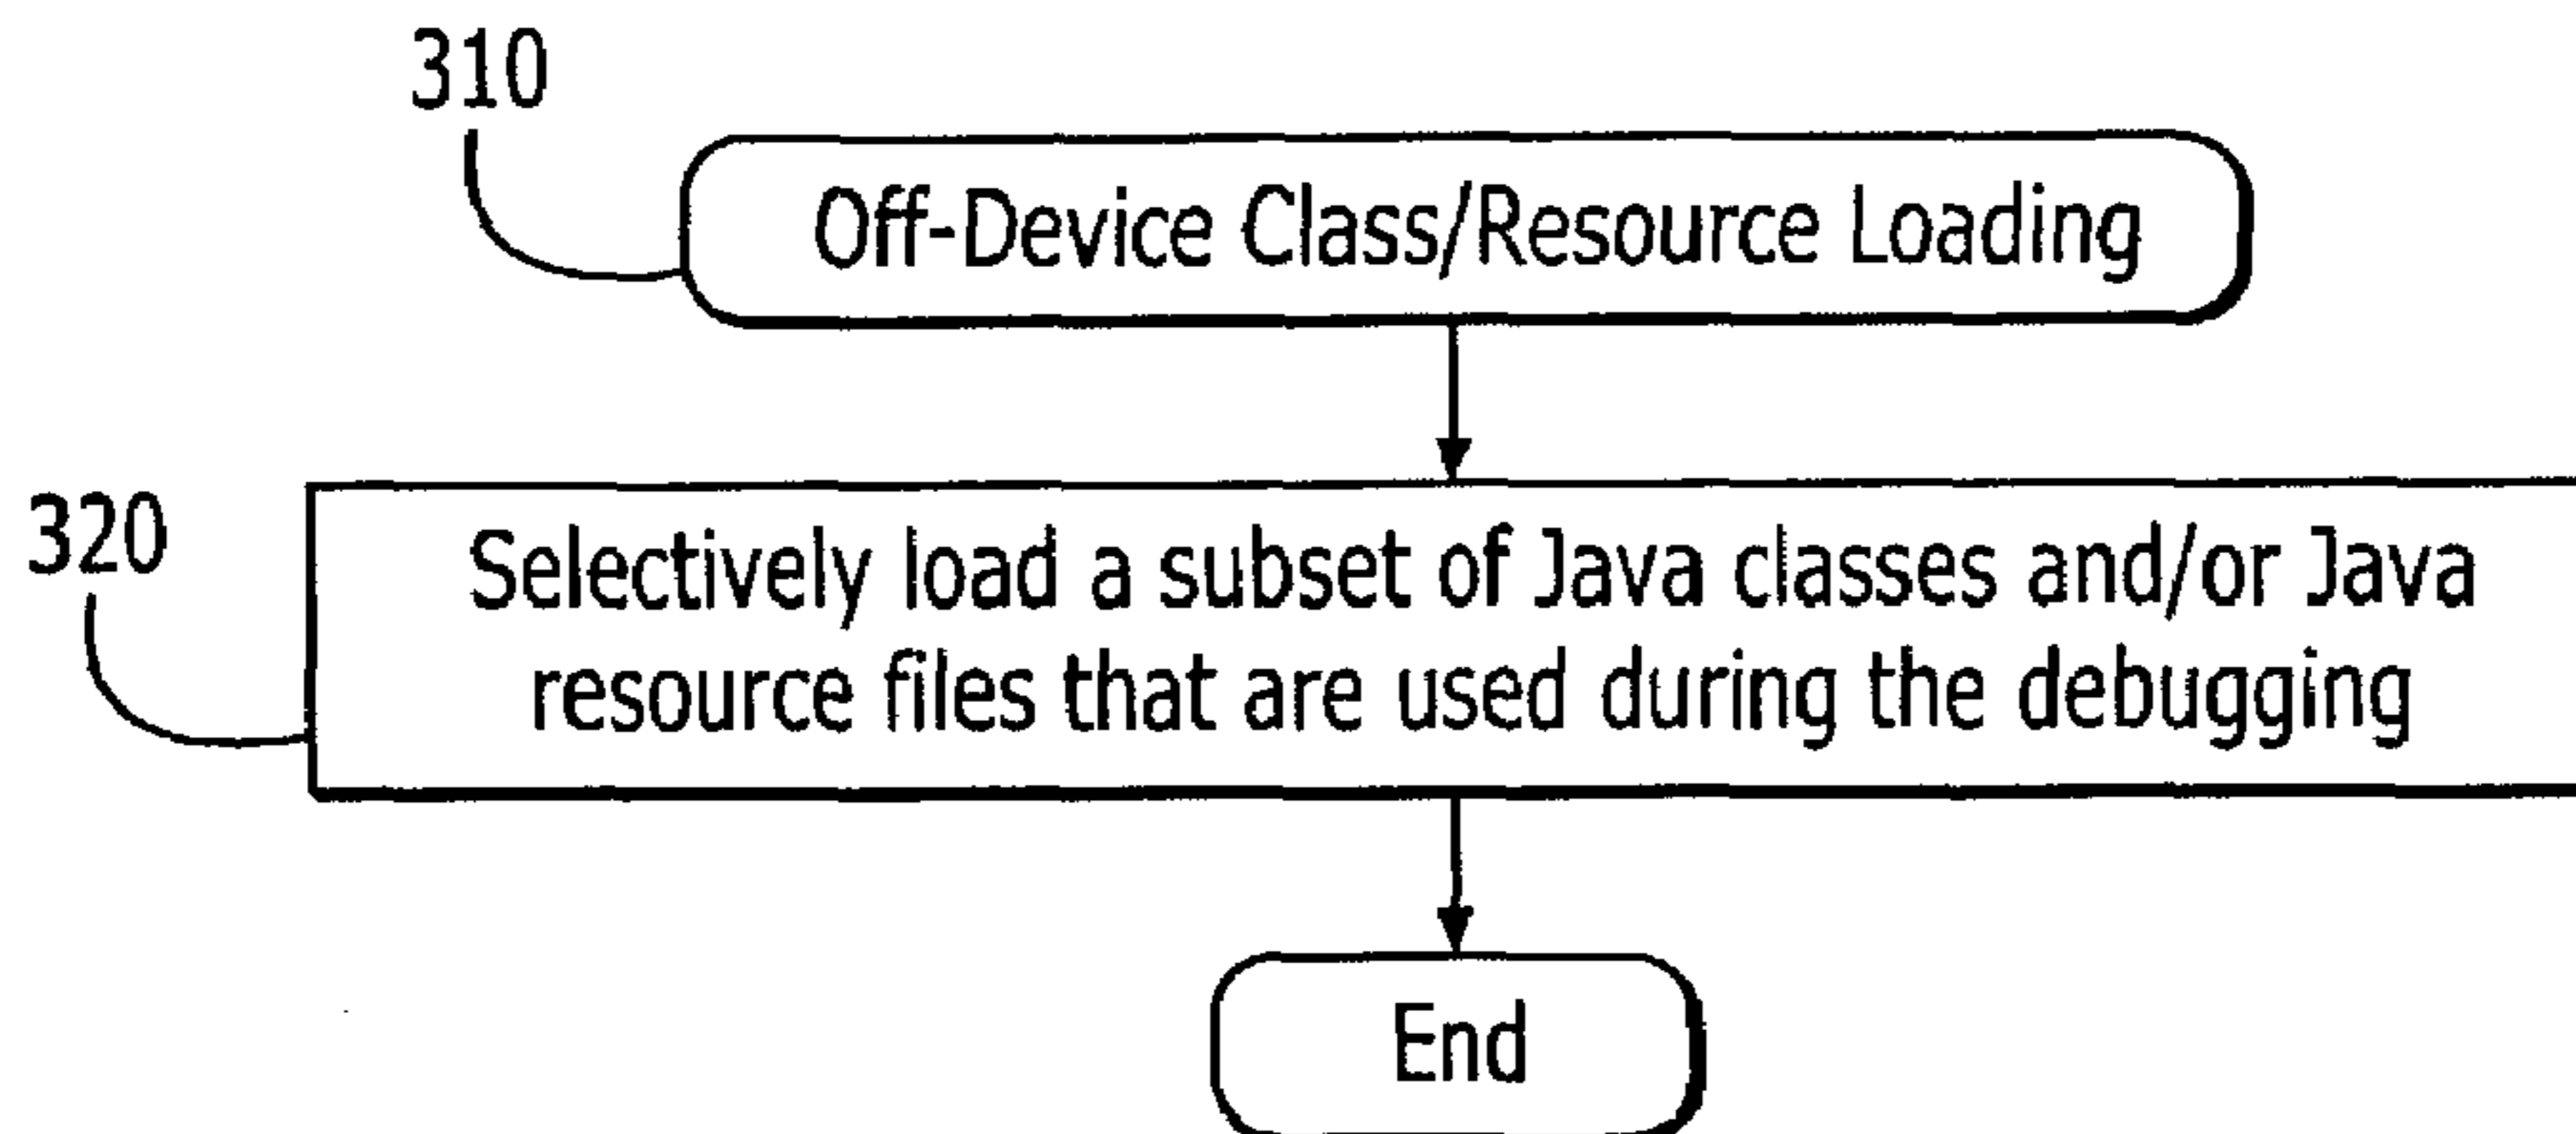 310
Off-Device Class/Resource Loading
320
Selectively load a subset of Java classes and/or Java
resource files that are used during the debugging
End